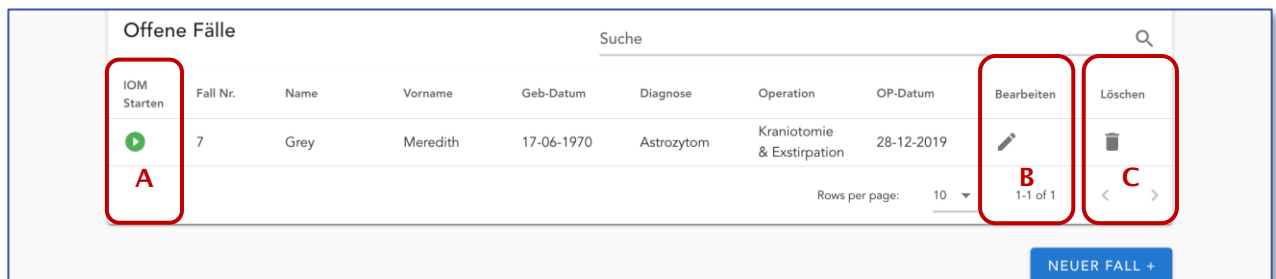 Offene Fälle
Suche
IOM Starten Fall Nr. Name Vorname Geb-Datum Diagnose Operation OP-Datum Bearbeiten Löschen
7 Grey Meredith 17-06-1970 Astrozytom Kraniotomie & Exstirpation 28-12-2019
A B C
Rows per page: 10 1-1 of 1
NEUER FALL +